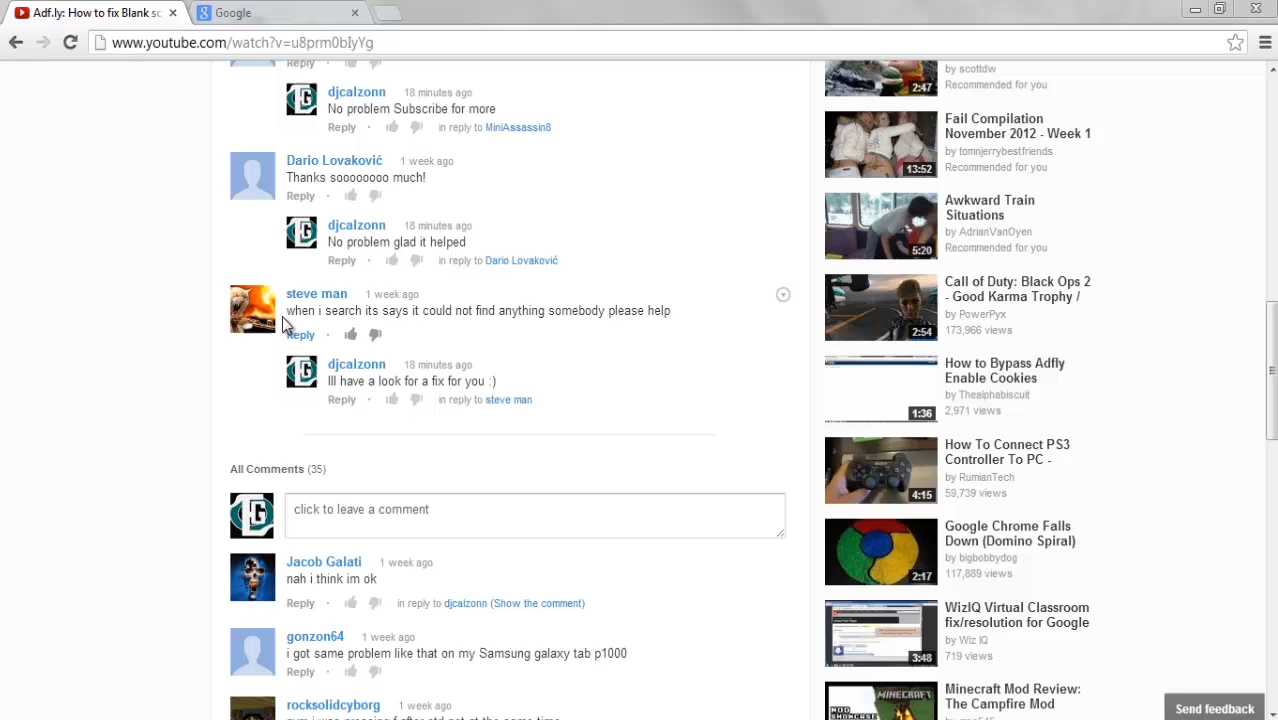 Adf.ly: How to fix Blank sc
Google
www.youtube.com/watch?v=u8prm0bIyYg
Reply ·
djcalzonn 18 minutes ago
No problem Subscribe for more
Reply · in reply to MiniAssassin8
Dario Lovaković 1 week ago
Thanks sooooooo much!
Reply ·
djcalzonn 18 minutes ago
No problem glad it helped
Reply · in reply to Dario Lovaković
steve man 1 week ago
when i search its says it could not find anything somebody please help
Reply ·
djcalzonn 18 minutes ago
Ill have a look for a fix for you :)
Reply · in reply to steve man
All Comments (35)
click to leave a comment
Jacob Galati 1 week ago
nah i think im ok
Reply · in reply to djcalzonn (Show the comment)
gonzon64 1 week ago
i got same problem like that on my Samsung galaxy
Reply ·
rocksolidcyborg 1 week ago
by scottdw
Recommended for you
2:47
Fail Compilation
November 2012 - Week 1
by tomnjerrybestfriends
Recommended for you
13:52
Awkward Train
Situations
by AdrianVanOyen
Recommended for you
5:20
Call of Duty: Black Ops 2
- Good Karma Trophy /
by PowerPyx
173,966 views
2:54
How to Bypass Adfly
Enable Cookies
by Thealphabiscuit
2,971 views
1:36
How To Connect PS3
Controller To PC -
by RumianTech
59,739 views
4:15
Google Chrome Falls
Down (Domino Spiral)
by bigbobbydog
117,889 views
2:17
WizIQ Virtual Classroom
fix/resolution for Google
by Wiz IQ
719 views
3:48
Minecraft Mod Review:
The Campfire Mod
MINECRAFT
MOD
SHOWCASE
Send feedback